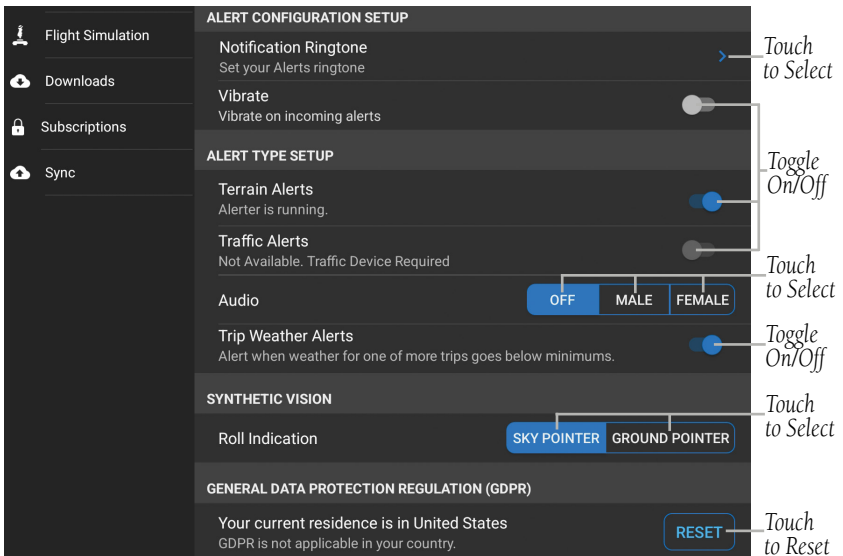 Flight Simulation
Downloads
Subscriptions
Sync
ALERT CONFIGURATION SETUP
Notification Ringtone
Set your Alerts ringtone
Touch
to Select
Vibrate
Vibrate on incoming alerts
ALERT TYPE SETUP
Toggle
On/Off
Terrain Alerts
Alerter is running.
Traffic Alerts
Not Available. Traffic Device Required
Touch
to Select
Audio
OFF MALE FEMALE
Trip Weather Alerts
Alert when weather for one of more trips goes below minimums.
Toggle
On/Off
SYNTHETIC VISION
Touch
to Select
Roll Indication
SKY POINTER GROUND POINTER
GENERAL DATA PROTECTION REGULATION (GDPR)
Your current residence is in United States
GDPR is not applicable in your country.
RESET
Touch
to Reset